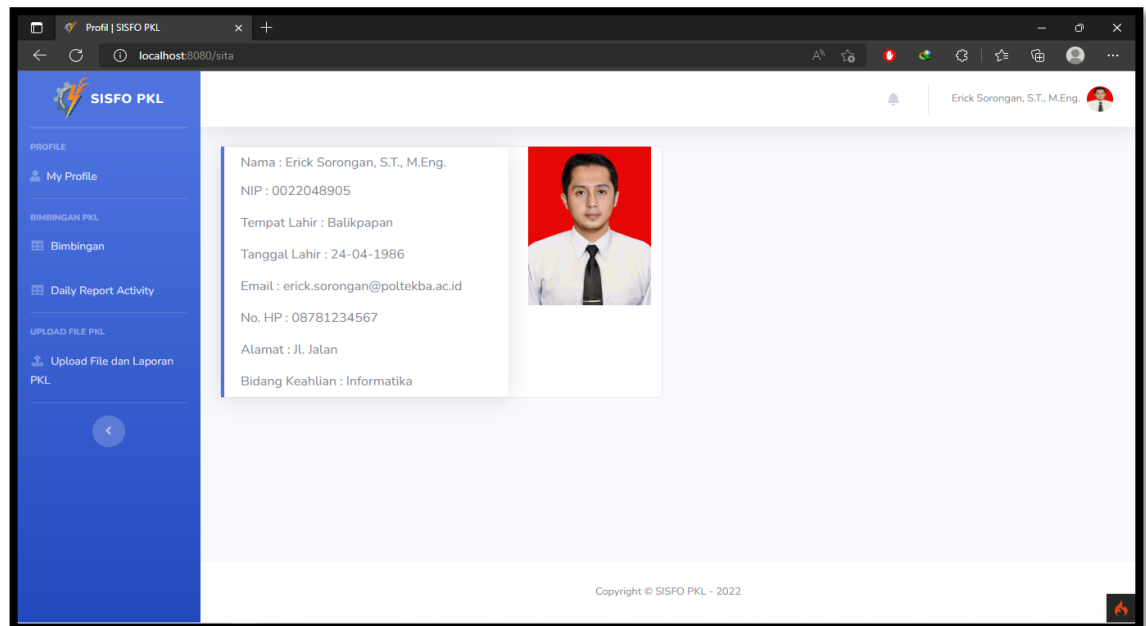 Profil | SISFO PKL
localhost:8080/sita
SISFO PKL
Erick Sorongan, S.T., M.Eng.
PROFILE
My Profile
BIMBINGAN PKL
Bimbingan
Daily Report Activity
UPLOAD FILE PKL
Upload File dan Laporan
PKL
Nama : Erick Sorongan, S.T., M.Eng.
NIP : 0022048905
Tempat Lahir : Balikpapan
Tanggal Lahir : 24-04-1986
Email : erick.sorongan@poltekba.ac.id
No. HP : 08781234567
Alamat : Jl. Jalan
Bidang Keahlian : Informatika
Copyright © SISFO PKL - 2022